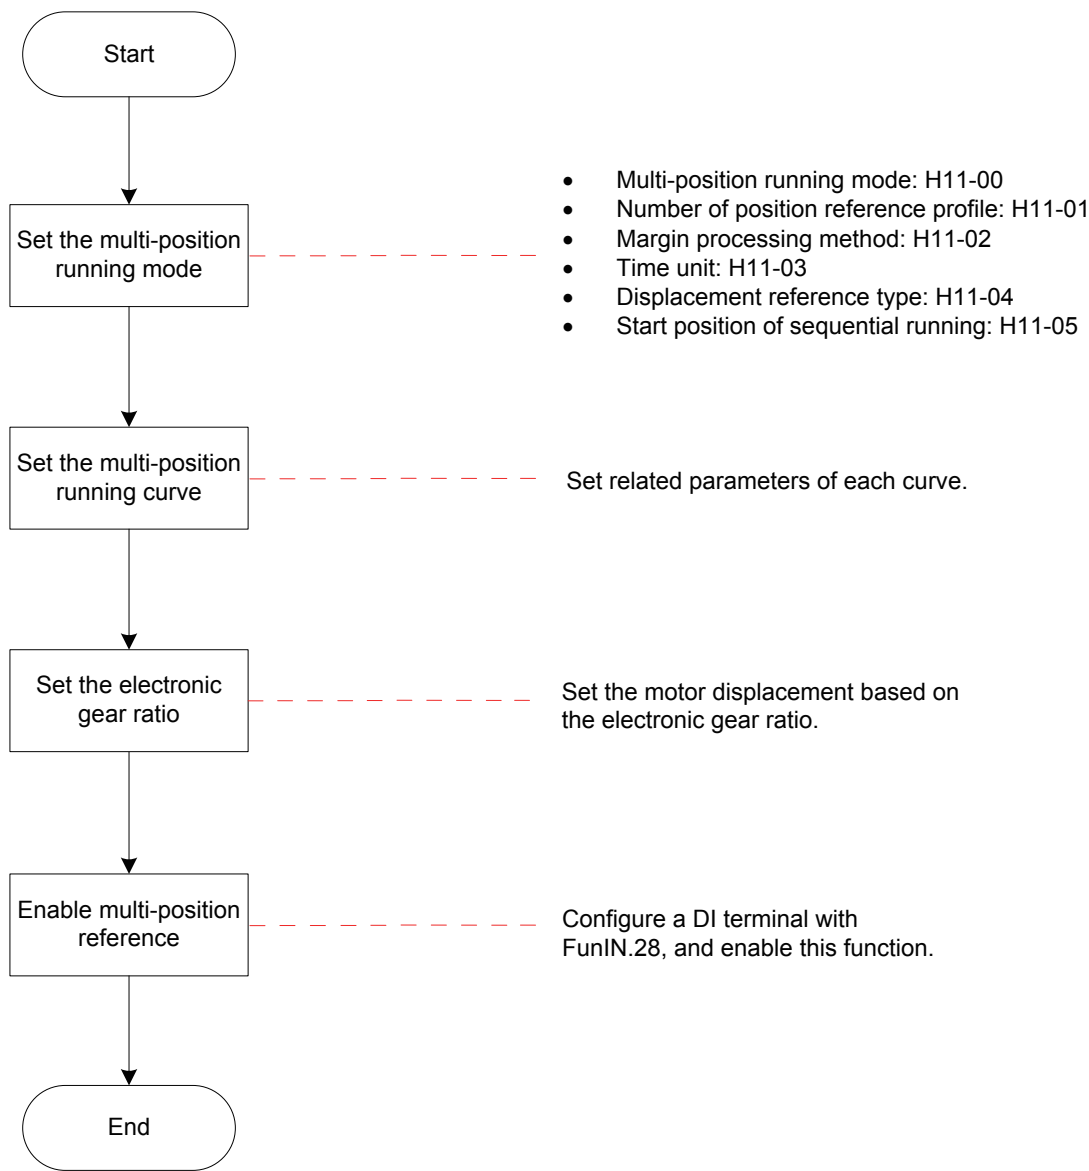 Start
Set the multi-position
running mode
• Multi-position running mode: H11-00
• Number of position reference profile: H11-01
• Margin processing method: H11-02
• Time unit: H11-03
• Displacement reference type: H11-04
• Start position of sequential running: H11-05
Set the multi-position
running curve
Set related parameters of each curve.
Set the electronic
gear ratio
Set the motor displacement based on
the electronic gear ratio.
Enable multi-position
reference
Configure a DI terminal with
FunIN.28, and enable this function.
End